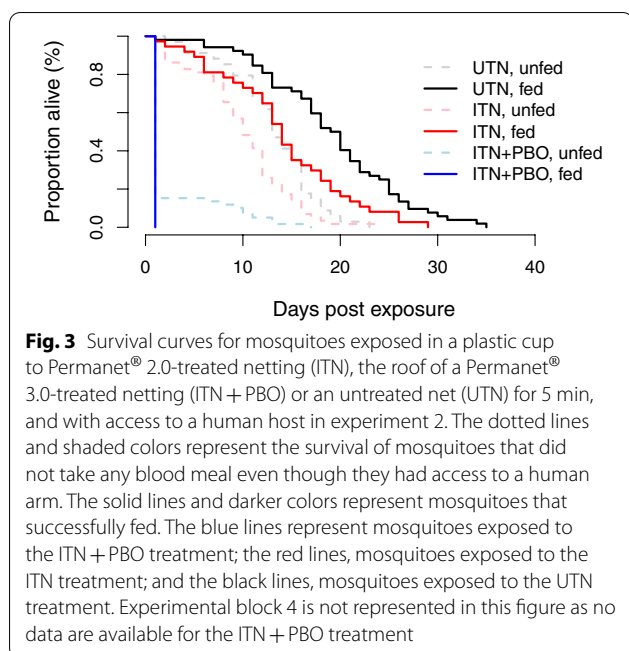 Proportion alive (%)
0.8
0.4
0.0
UTN, unfed
UTN, fed
ITN, unfed
ITN, fed
ITN+PBO, unfed
ITN+PBO, fed
0 10 20 30 40
Days post exposure
Fig. 3 Survival curves for mosquitoes exposed in a plastic cup
to Permanet® 2.0-treated netting (ITN), the roof of a Permanet®
3.0-treated netting (ITN + PBO) or an untreated net (UTN) for 5 min,
and with access to a human host in experiment 2. The dotted lines
and shaded colors represent the survival of mosquitoes that did
not take any blood meal even though they had access to a human
arm. The solid lines and darker colors represent mosquitoes that
successfully fed. The blue lines represent mosquitoes exposed to
the ITN + PBO treatment; the red lines, mosquitoes exposed to the
ITN treatment; and the black lines, mosquitoes exposed to the UTN
treatment. Experimental block 4 is not represented in this figure as no
data are available for the ITN + PBO treatment